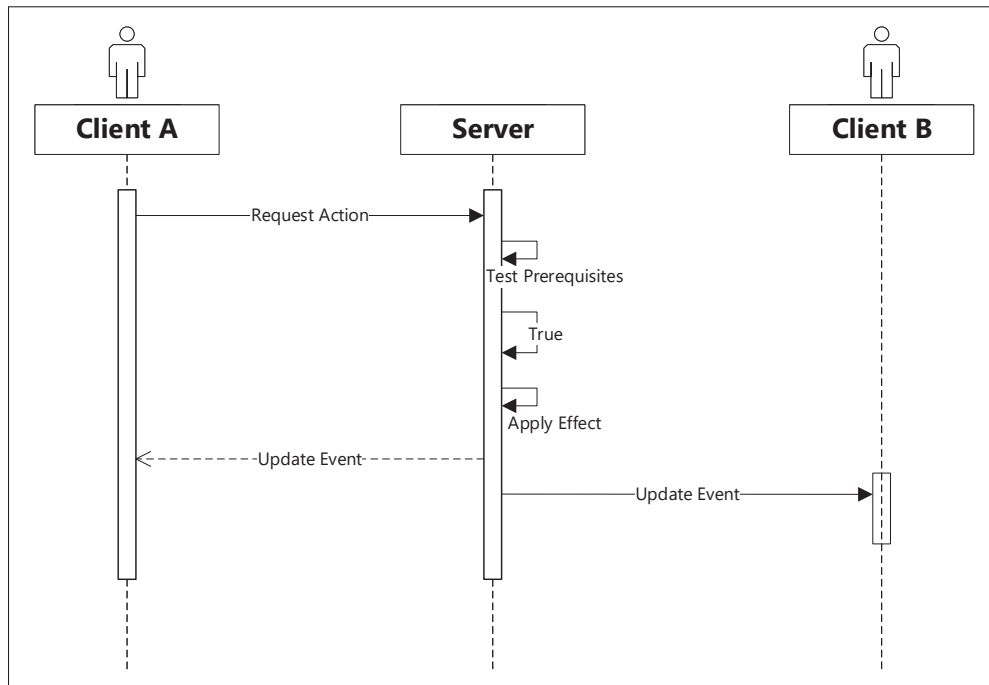 Client A
Server
Client B
Request Action
Test Prerequisites
True
Apply Effect
Update Event
Update Event